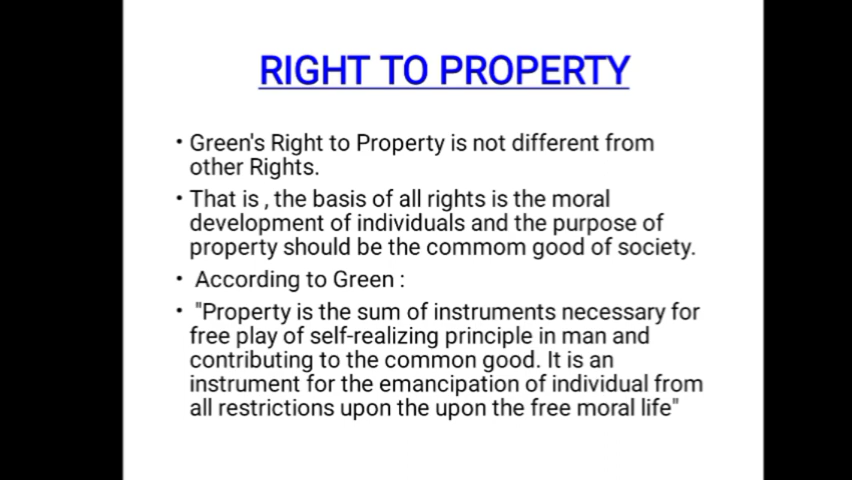 RIGHT TO PROPERTY
• Green's Right to Property is not different from
other Rights.
• That is , the basis of all rights is the moral
development of individuals and the purpose of
property should be the commom good of society.
• According to Green :
• "Property is the sum of instruments necessary for
free play of self-realizing principle in man and
contributing to the common good. It is an
instrument for the emancipation of individual from
all restrictions upon the upon the free moral life"